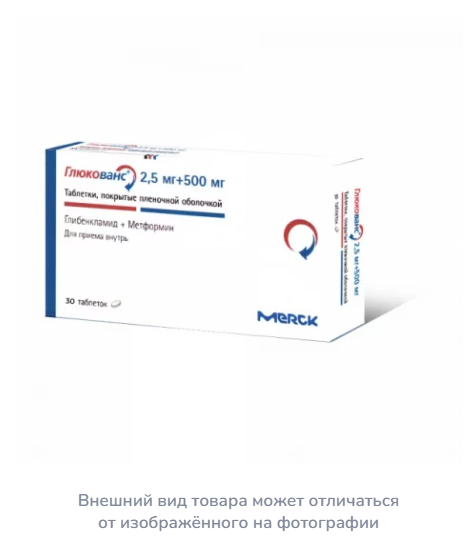 Глюкованс® 2,5 мг+500 мг
Таблетки, покрытые пленочной оболочкой
Глибенкламид + Метформин
Для приема внутрь
30 таблеток
Merck
Глюкованс® 2,5 мг+500 мг
Таблетки, покрытые пленочной оболочкой
30 таблеток
Внешний вид товара может отличаться
от изображённого на фотографии